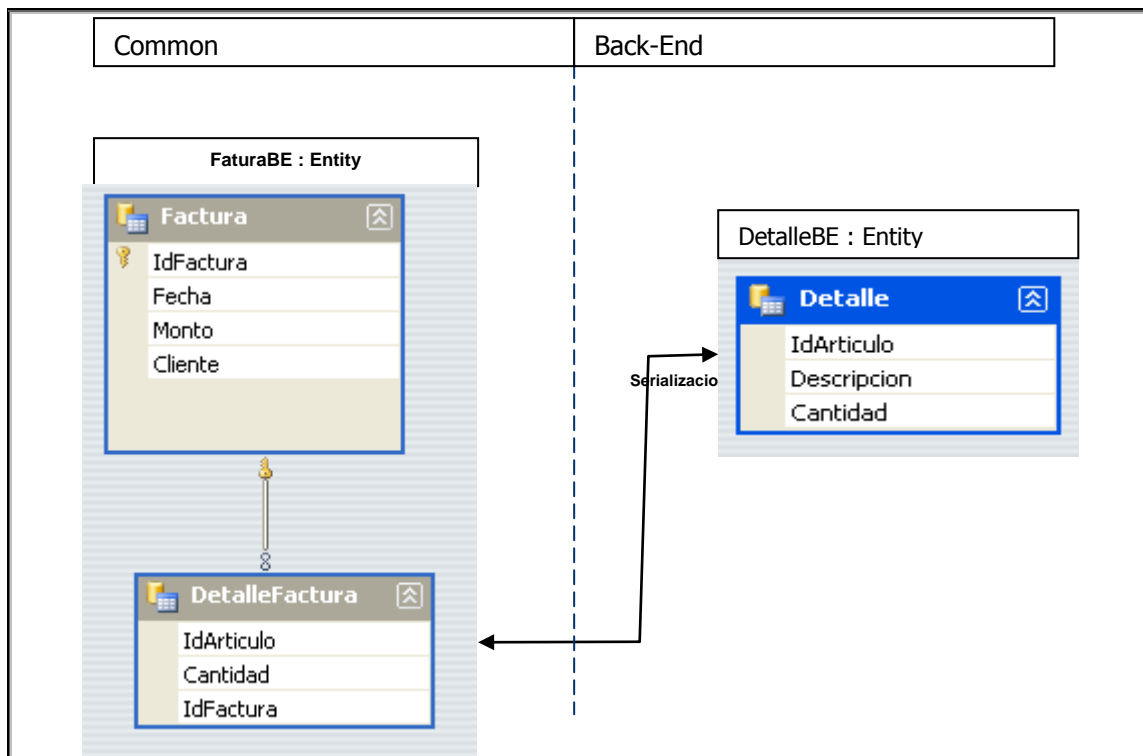 Common
Back-End
FaturaBE : Entity
Factura
IdFactura
Fecha
Monto
Cliente
DetalleBE : Entity
Detalle
IdArticulo
Descripcion
Cantidad
Serializacio
DetalleFactura
IdArticulo
Cantidad
IdFactura